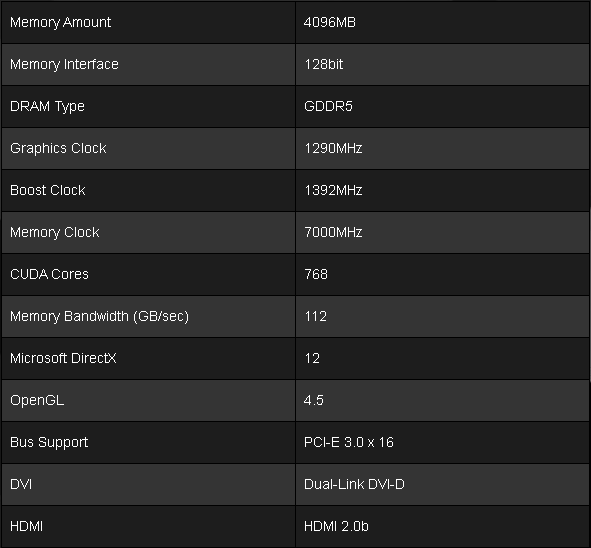 Memory Amount 4096MB
Memory Interface 128bit
DRAM Type GDDR5
Graphics Clock 1290MHz
Boost Clock 1392MHz
Memory Clock 7000MHz
CUDA Cores 768
Memory Bandwidth (GB/sec) 112
Microsoft DirectX 12
OpenGL 4.5
Bus Support PCI-E 3.0 x 16
DVI Dual-Link DVI-D
HDMI HDMI 2.0b